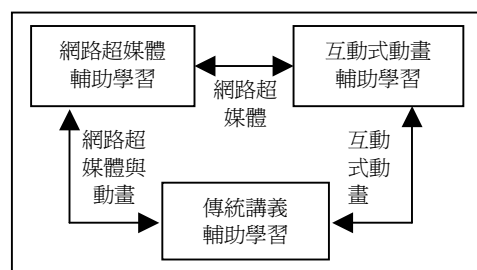 網路超媒體
輔助學習
互動式動畫
輔助學習
網路超
媒體
網路超
媒體與
動畫
互動
式動
畫
傳統講義
輔助學習